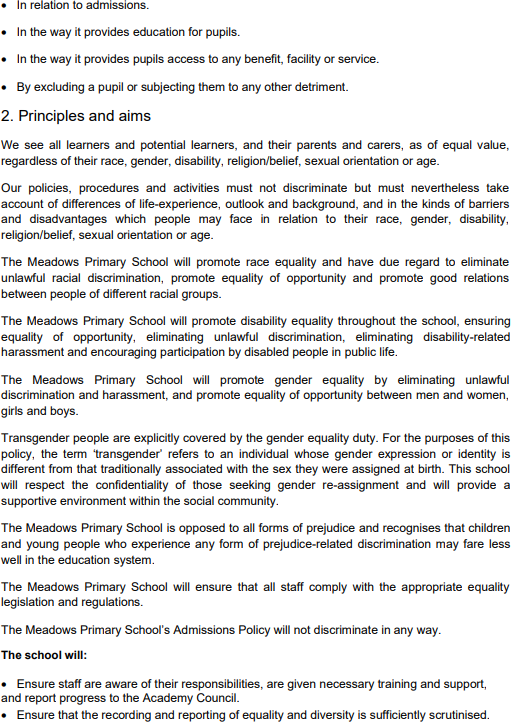 • In relation to admissions.
• In the way it provides education for pupils.
• In the way it provides pupils access to any benefit, facility or service.
• By excluding a pupil or subjecting them to any other detriment.
2. Principles and aims
We see all learners and potential learners, and their parents and carers, as of equal value,
regardless of their race, gender, disability, religion/belief, sexual orientation or age.
Our policies, procedures and activities must not discriminate but must nevertheless take
account of differences of life-experience, outlook and background, and in the kinds of barriers
and disadvantages which people may face in relation to their race, gender, disability,
religion/belief, sexual orientation or age.
The Meadows Primary School will promote race equality and have due regard to eliminate
unlawful racial discrimination, promote equality of opportunity and promote good relations
between people of different racial groups.
The Meadows Primary School will promote disability equality throughout the school, ensuring
equality of opportunity, eliminating unlawful discrimination, eliminating disability-related
harassment and encouraging participation by disabled people in public life.
The Meadows Primary School will promote gender equality by eliminating unlawful
discrimination and harassment, and promote equality of opportunity between men and women,
girls and boys.
Transgender people are explicitly covered by the gender equality duty. For the purposes of this
policy, the term ‘transgender’ refers to an individual whose gender expression or identity is
different from that traditionally associated with the sex they were assigned at birth. This school
will respect the confidentiality of those seeking gender re-assignment and will provide a
supportive environment within the social community.
The Meadows Primary School is opposed to all forms of prejudice and recognises that children
and young people who experience any form of prejudice-related discrimination may fare less
well in the education system.
The Meadows Primary School will ensure that all staff comply with the appropriate equality
legislation and regulations.
The Meadows Primary School’s Admissions Policy will not discriminate in any way.
The school will:
• Ensure staff are aware of their responsibilities, are given necessary training and support,
and report progress to the Academy Council.
• Ensure that the recording and reporting of equality and diversity is sufficiently scrutinised.